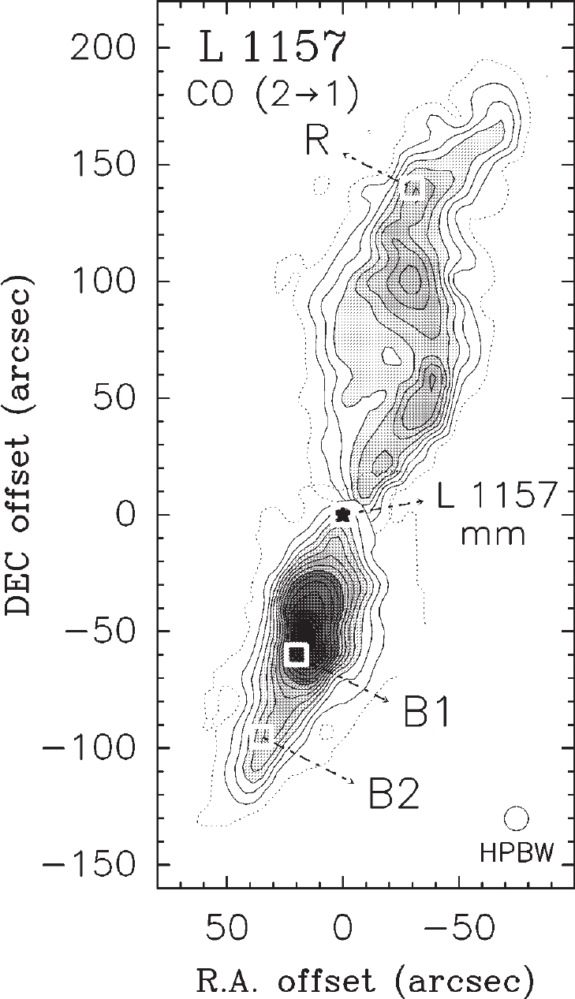 L 1157
CO (2→1)
R
200
150
100
50
0
−50
−100
−150
DEC offset (arcsec)
L 1157
mm
B1
B2
HPBW
50
0
−50
R.A. offset (arcsec)